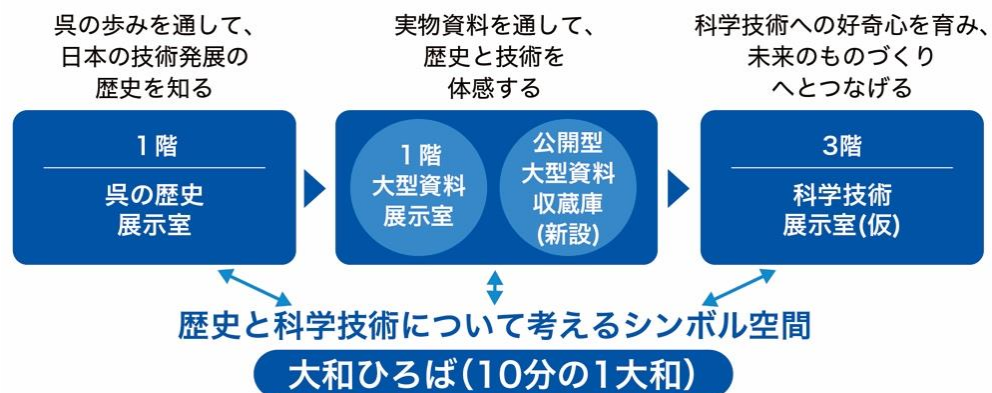 呉の歩みを通して、
日本の技術発展の
歴史を知る
1階
呉の歴史
展示室
実物資料を通して、
歴史と技術を
体感する
1階
大型資料
展示室
公開型
大型資料
収蔵庫
(新設)
科学技術への好奇心を育み、
未来のものづくり
へとつなげる
3階
科学技術
展示室(仮)
歴史と科学技術について考えるシンボル空間
大和ひろば(10分の1大和)